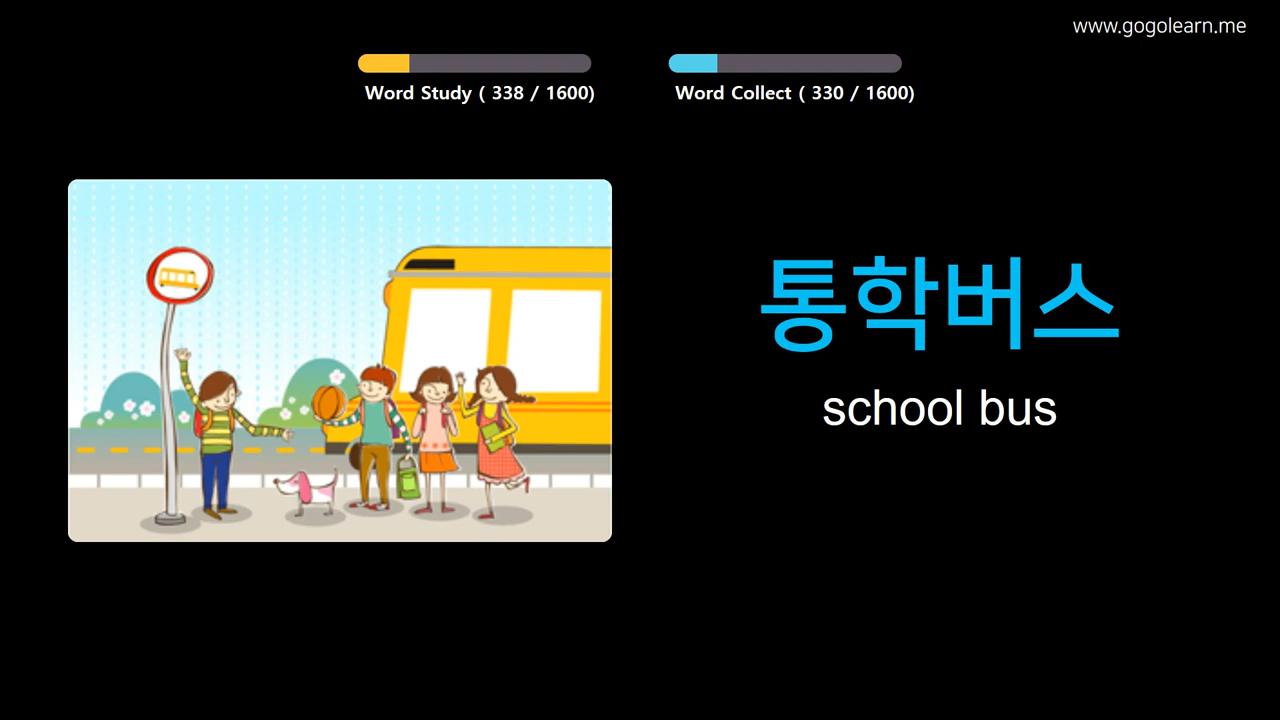 www.gogolearn.me
Word Study ( 338 / 1600)
Word Collect ( 330 / 1600)
통학버스
school bus